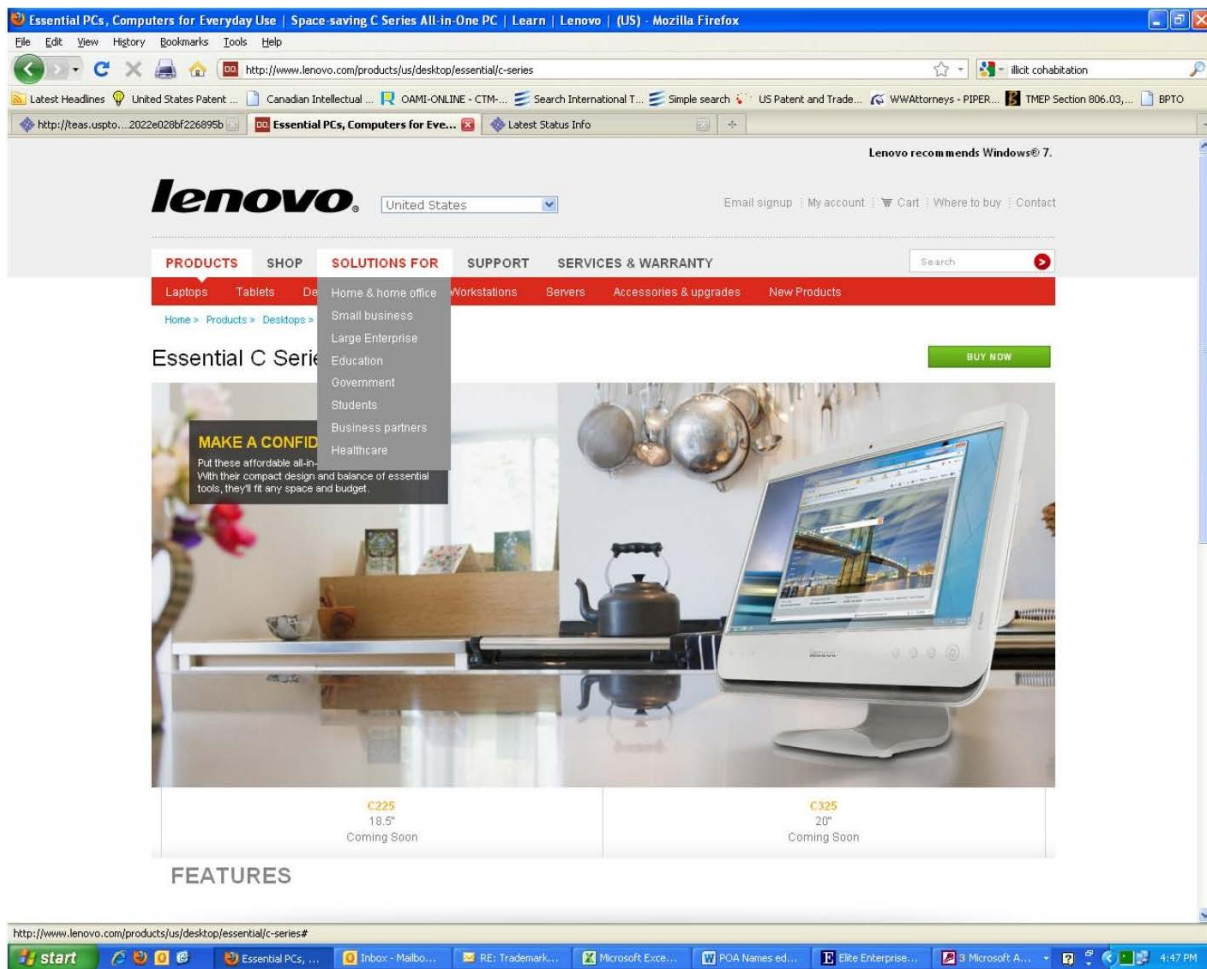 Essential PCs, Computers for Everyday Use | Space-saving C Series All-in-One PC | Learn | Lenovo | (US) - Mozilla Firefox
File Edit View History Bookmarks Tools Help
http://www.lenovo.com/products/us/desktop/essential/c-series illicit cohabitation
Latest Headlines United States Patent ... Canadian Intellectual ... OAMI-ONLINE - CTM-... Search International T... Simple search US Patent and Trade... WWAttorneys - PIPER... TMEP Section 806.03,... BPTO
http://teas.uspto...2022e028bf226895b Essential PCs, Computers for Eve... Latest Status Info
Lenovo recommends Windows® 7.
lenovo® United States Email signup My account Cart Where to buy Contact
PRODUCTS SHOP SOLUTIONS FOR SUPPORT SERVICES & WARRANTY Search
Laptops Tablets De Workstations Servers Accessories & upgrades New Products
Home & home office
Small business
Large Enterprise
Education
Government
Students
Business partners
Healthcare
Home > Products > Desktops >
Essential C Serie BUY NOW
MAKE A CONFID
Put these affordable all-in-
With their compact design and balance of essential
tools, they'll fit any space and budget.
lenovo
C225 C325
18.5" 20"
Coming Soon Coming Soon
FEATURES
http://www.lenovo.com/products/us/desktop/essential/c-series#
start Essential PCs, ... Inbox - Mailbo... RE: Trademark... Microsoft Exce... POA Names ed... Elite Enterprise... 3 Microsoft A... 4:47 PM